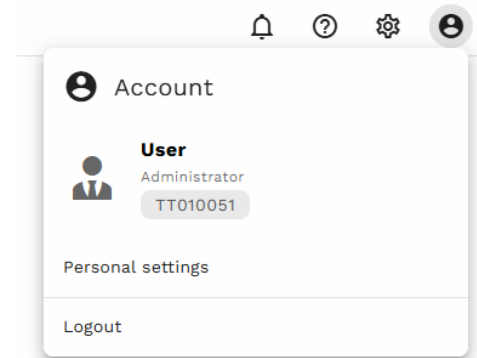 Account
User
Administrator
TT010051
Personal settings
Logout